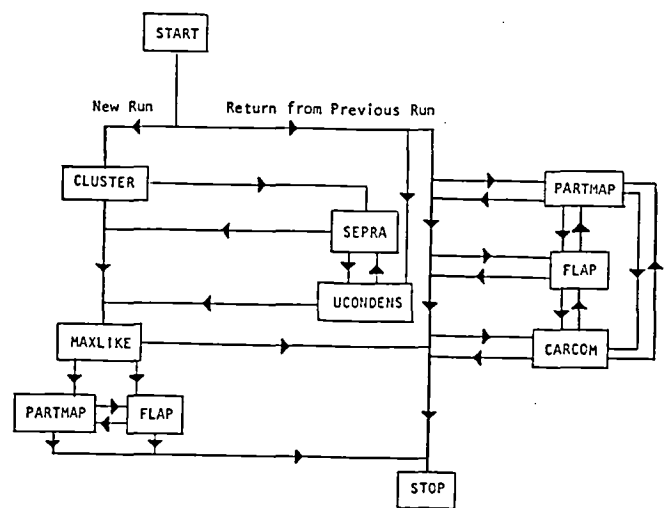 START
New Run
Return from Previous Run
CLUSTER
PARTMAP
SEPRA
FLAP
UCONDENS
MAXLIKE
CARCOM
PARTMAP
FLAP
STOP